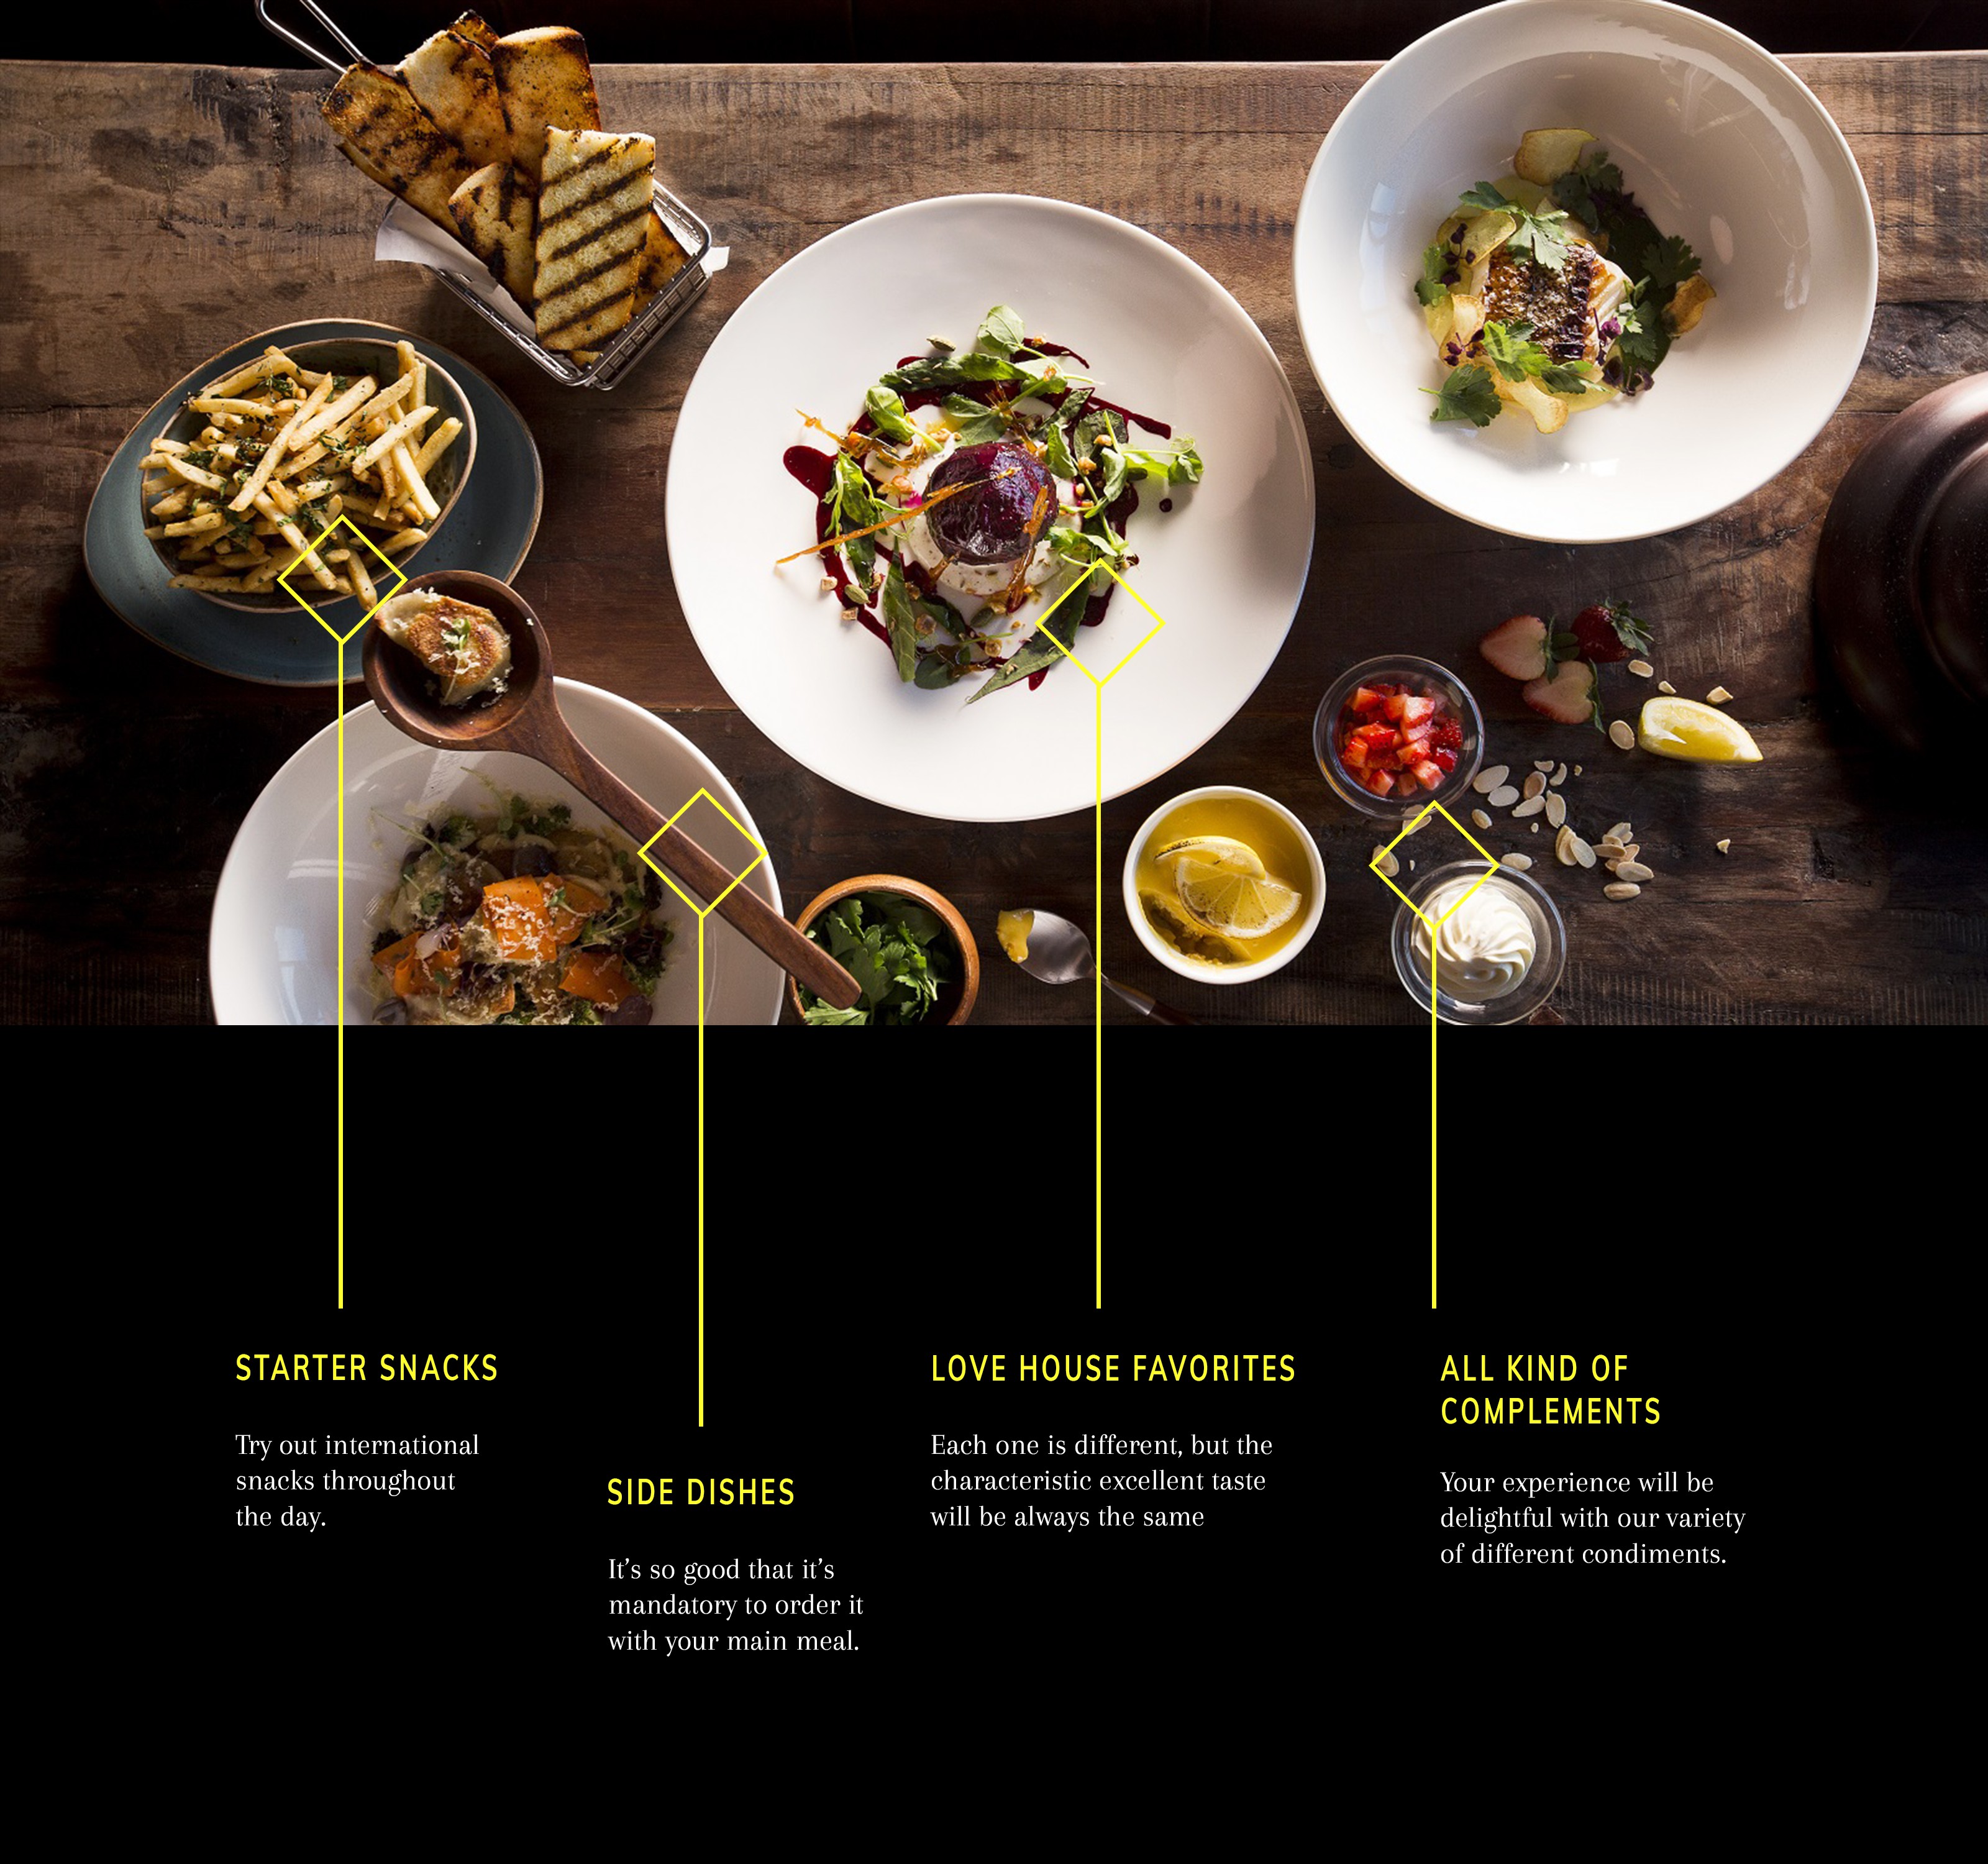 STARTER SNACKS
Try out international
snacks throughout
the day.
SIDE DISHES
It’s so good that it’s
mandatory to order it
with your main meal.
LOVE HOUSE FAVORITES
Each one is different, but the
characteristic excellent taste
will be always the same
ALL KIND OF
COMPLEMENTS
Your experience will be
delightful with our variety
of different condiments.